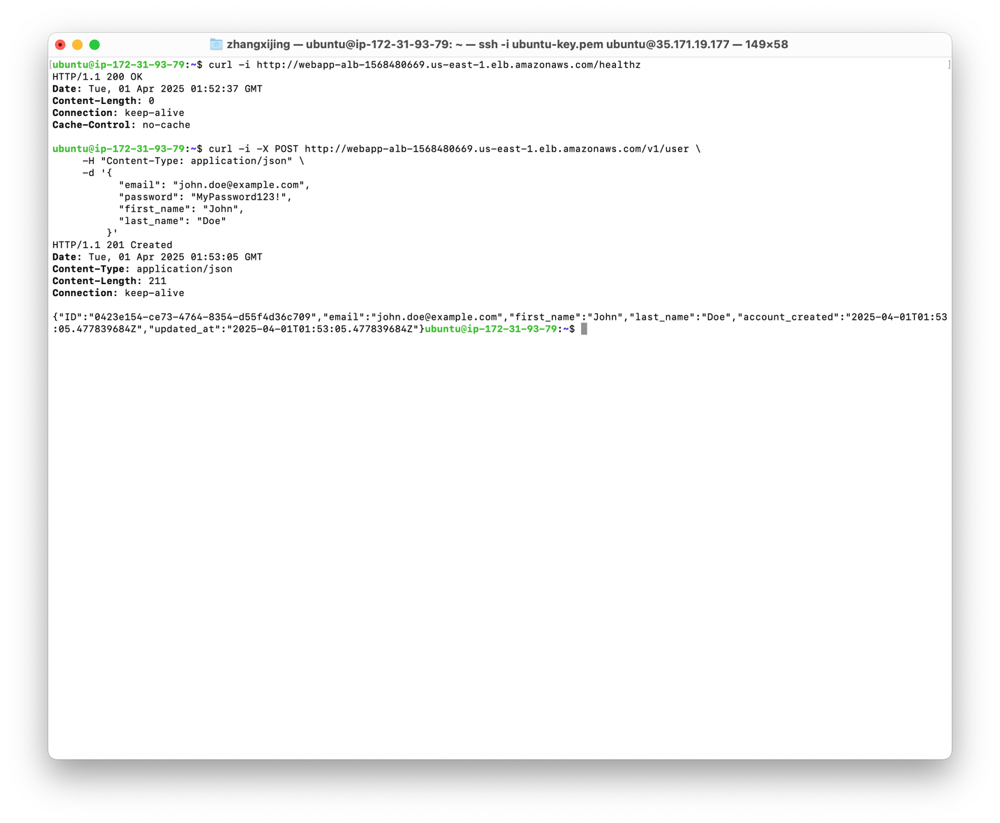 zhangxijing — ubuntu@ip-172-31-93-79: ~ — ssh -i ubuntu-key.pem ubuntu@35.171.19.177 — 149×58
[ubuntu@ip-172-31-93-79:~$ curl -i http://webapp-alb-1568480669.us-east-1.elb.amazonaws.com/healthz ]
HTTP/1.1 200 OK
Date: Tue, 01 Apr 2025 01:52:37 GMT
Content-Length: 0
Connection: keep-alive
Cache-Control: no-cache

ubuntu@ip-172-31-93-79:~$ curl -i -X POST http://webapp-alb-1568480669.us-east-1.elb.amazonaws.com/v1/user \
     -H "Content-Type: application/json" \
     -d '{
           "email": "john.doe@example.com",
           "password": "MyPassword123!",
           "first_name": "John",
           "last_name": "Doe"
         }'
HTTP/1.1 201 Created
Date: Tue, 01 Apr 2025 01:53:05 GMT
Content-Type: application/json
Content-Length: 211
Connection: keep-alive

{"ID":"0423e154-ce73-4764-8354-d55f4d36c709","email":"john.doe@example.com","first_name":"John","last_name":"Doe","account_created":"2025-04-01T01:53
:05.477839684Z","updated_at":"2025-04-01T01:53:05.477839684Z"}ubuntu@ip-172-31-93-79:~$